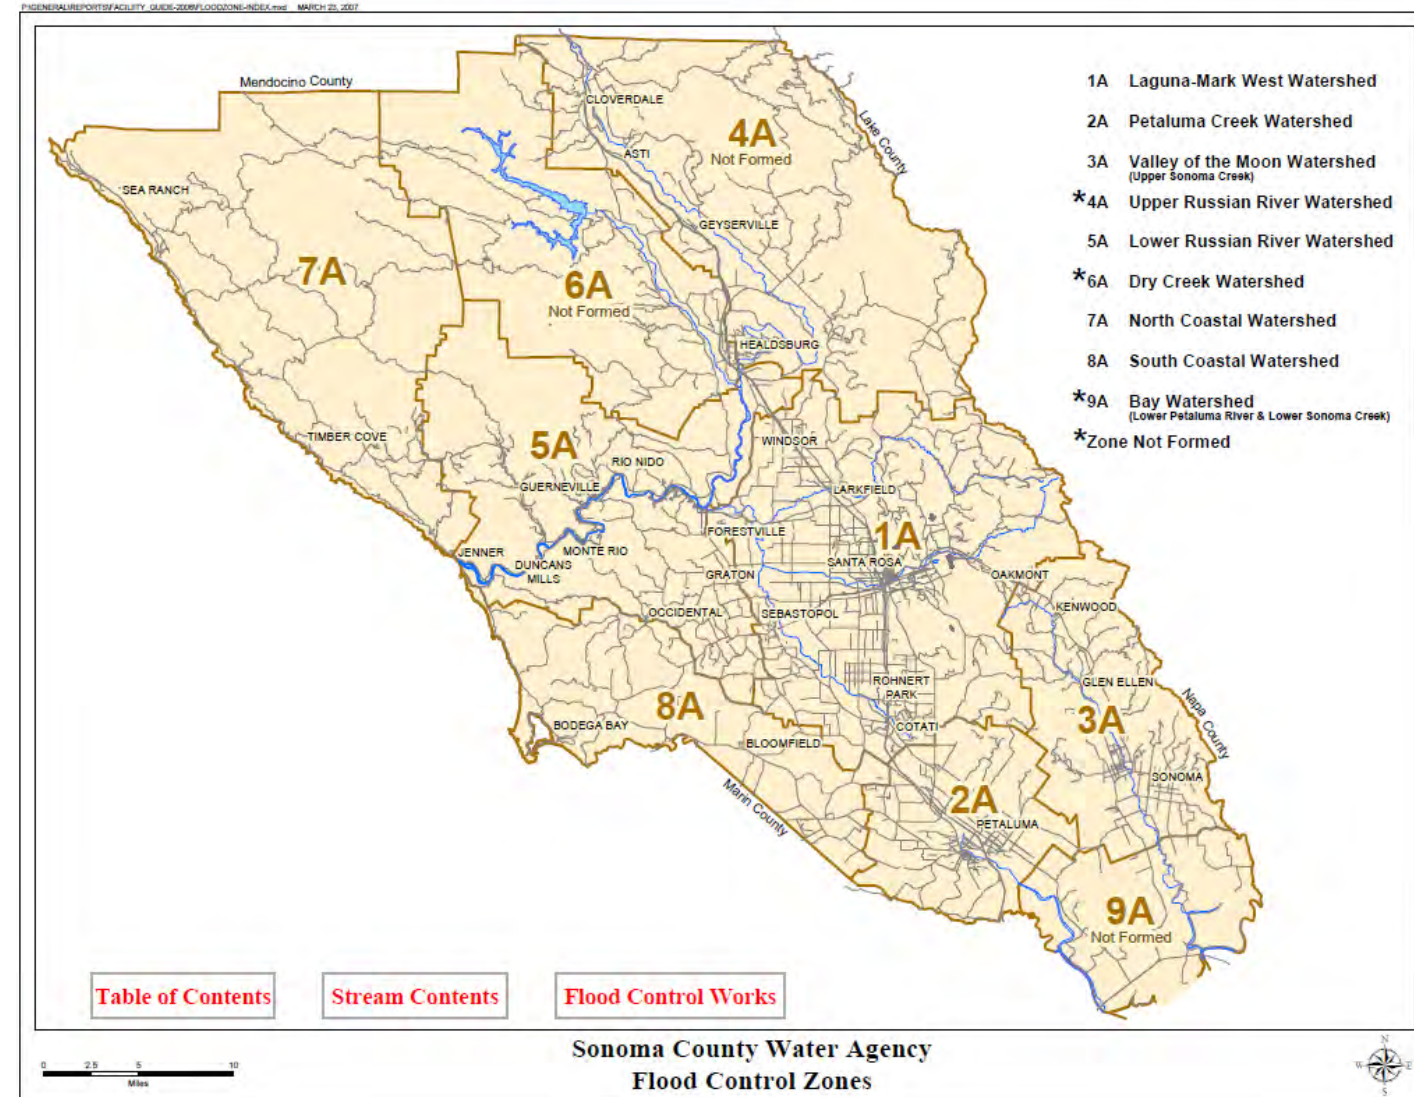 P:\GENERAL\REPORTS\FACILITY_GUIDE-2006\FLOODZONE-INDEX.mxd MARCH 23, 2007
Mendocino County
CLOVERDALE
4A
Not Formed
Lake County
ASTI
SEA RANCH
GEYSERVILLE
7A
6A
Not Formed
HEALDSBURG
TIMBER COVE
5A
WINDSOR
RIO NIDO
GUERNEVILLE
LARKFIELD
FORESTVILLE
1A
JENNER
MONTE RIO
DUNCANS
MILLS
GRATON
SANTA ROSA
OAKMONT
OCCIDENTAL
SEBASTOPOL
KENWOOD
ROHNERT
PARK
GLEN ELLEN
8A
3A
Napa County
BODEGA BAY
COTATI
BLOOMFIELD
SONOMA
Marin County
2A
PETALUMA
9A
Not Formed
1A Laguna-Mark West Watershed
2A Petaluma Creek Watershed
3A Valley of the Moon Watershed
(Upper Sonoma Creek)
*4A Upper Russian River Watershed
5A Lower Russian River Watershed
*6A Dry Creek Watershed
7A North Coastal Watershed
8A South Coastal Watershed
*9A Bay Watershed
(Lower Petaluma River & Lower Sonoma Creek)
*Zone Not Formed
Table of Contents
Stream Contents
Flood Control Works
0 2.5 5 10
Miles
Sonoma County Water Agency
Flood Control Zones
N
W E
S